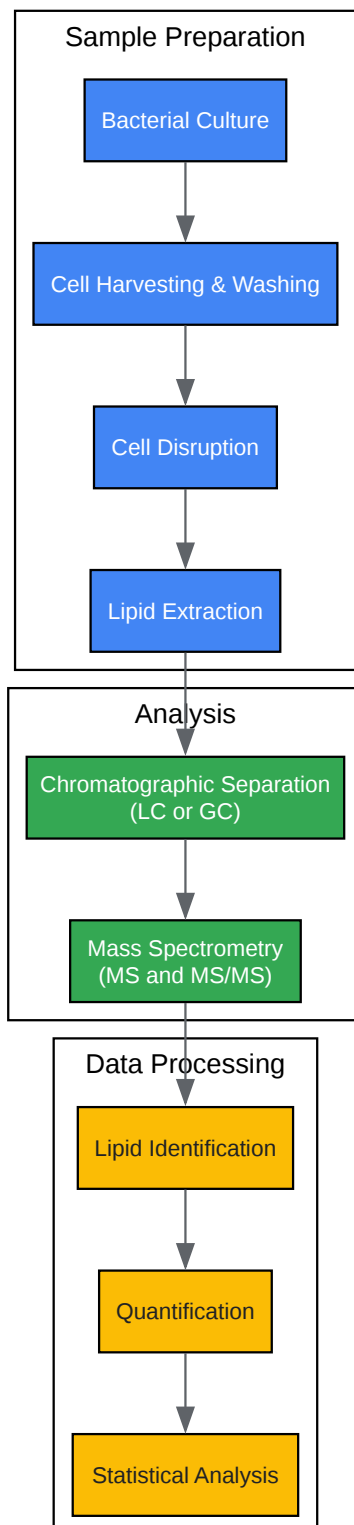 Sample Preparation
Bacterial Culture
Cell Harvesting & Washing
Cell Disruption
Lipid Extraction
Analysis
Chromatographic Separation
(LC or GC)
Mass Spectrometry
(MS and MS/MS)
Data Processing
Lipid Identification
Quantification
Statistical Analysis